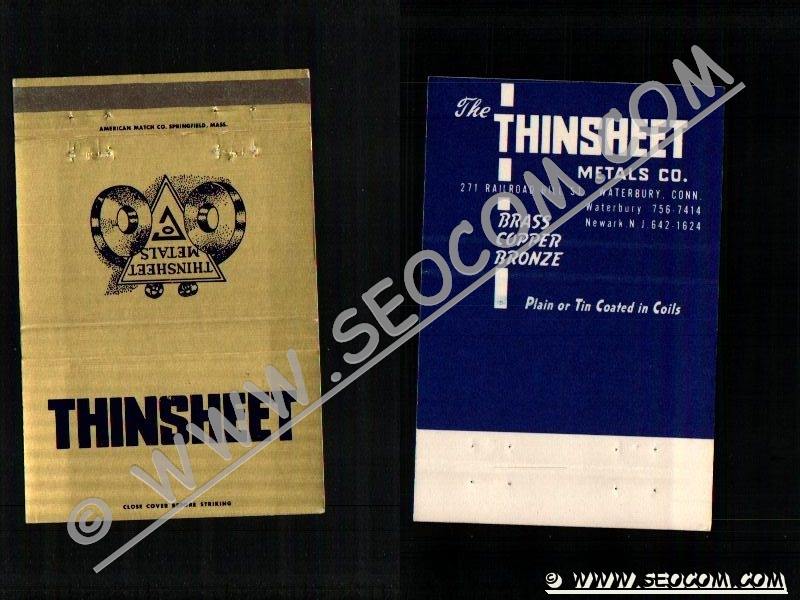 AMERICAN MATCH CO. SPRINGFIELD, MASS.
THINSHEET
METALS
THINSHEET
CLOSE COVER BEFORE STRIKING
The
THINSHEET
METALS CO.
271 RAILROAD HILL ST. WATERBURY, CONN.
Waterbury 756-7414
Newark N J. 642-1624
BRASS
COPPER
BRONZE
Plain or Tin Coated in Coils
© WWW.SEOCOM.COM
© WWW.SEOCOM.COM